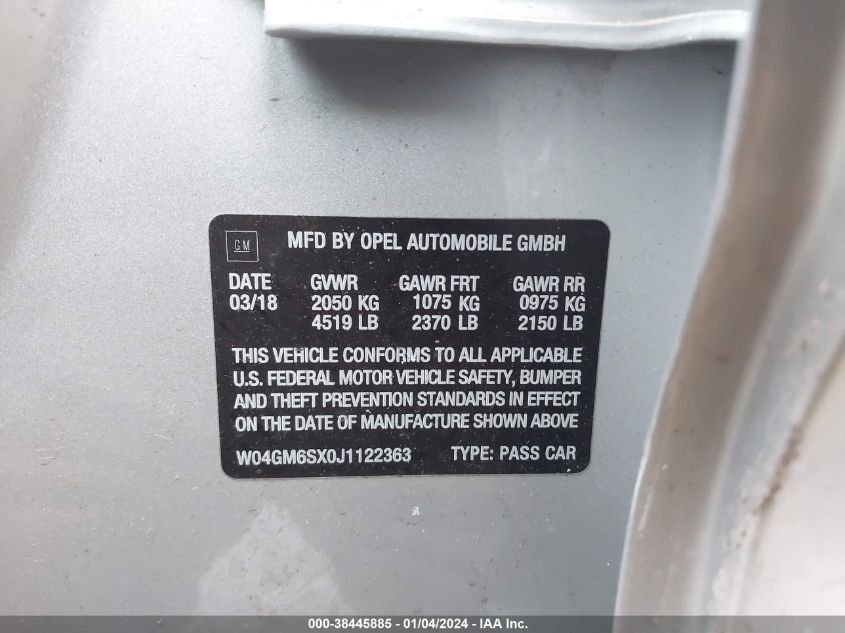 GM MFD BY OPEL AUTOMOBILE GMBH
DATE GVWR GAWR FRT GAWR RR
03/18 2050 KG 1075 KG 0975 KG
4519 LB 2370 LB 2150 LB
THIS VEHICLE CONFORMS TO ALL APPLICABLE
U.S. FEDERAL MOTOR VEHICLE SAFETY, BUMPER
AND THEFT PREVENTION STANDARDS IN EFFECT
ON THE DATE OF MANUFACTURE SHOWN ABOVE
W04GM6SX0J1122363 TYPE: PASS CAR
000-38445885 - 01/04/2024 - IAA Inc.